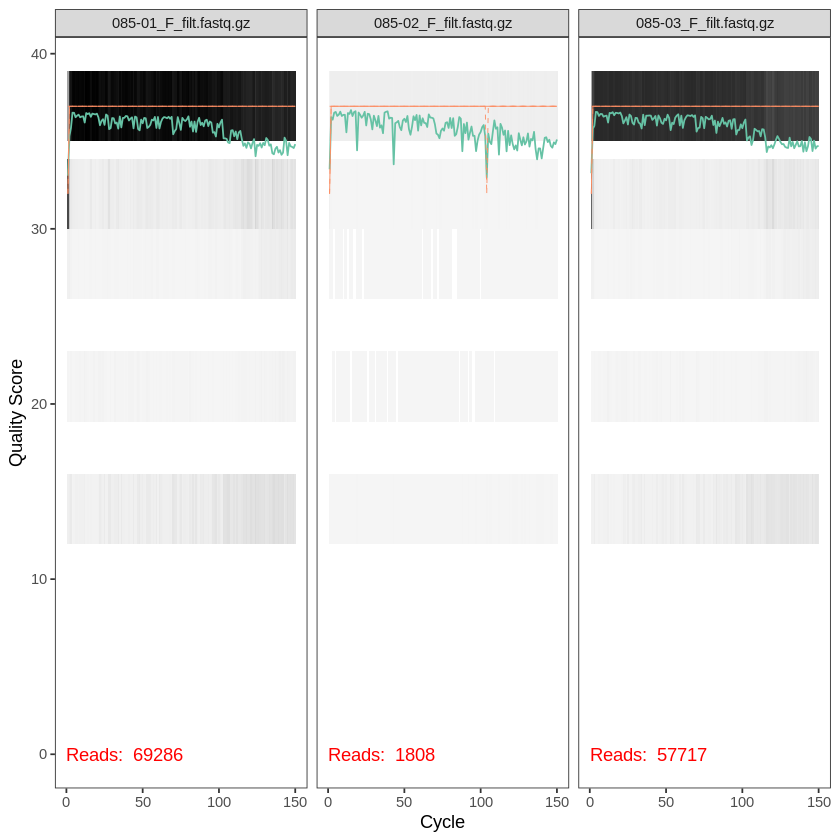 085-01_F_filt.fastq.gz
085-02_F_filt.fastq.gz
085-03_F_filt.fastq.gz
40
30
20
10
0
Quality Score
Reads: 69286
Reads: 1808
Reads: 57717
0 50 100 150
0 50 100 150
0 50 100 150
Cycle